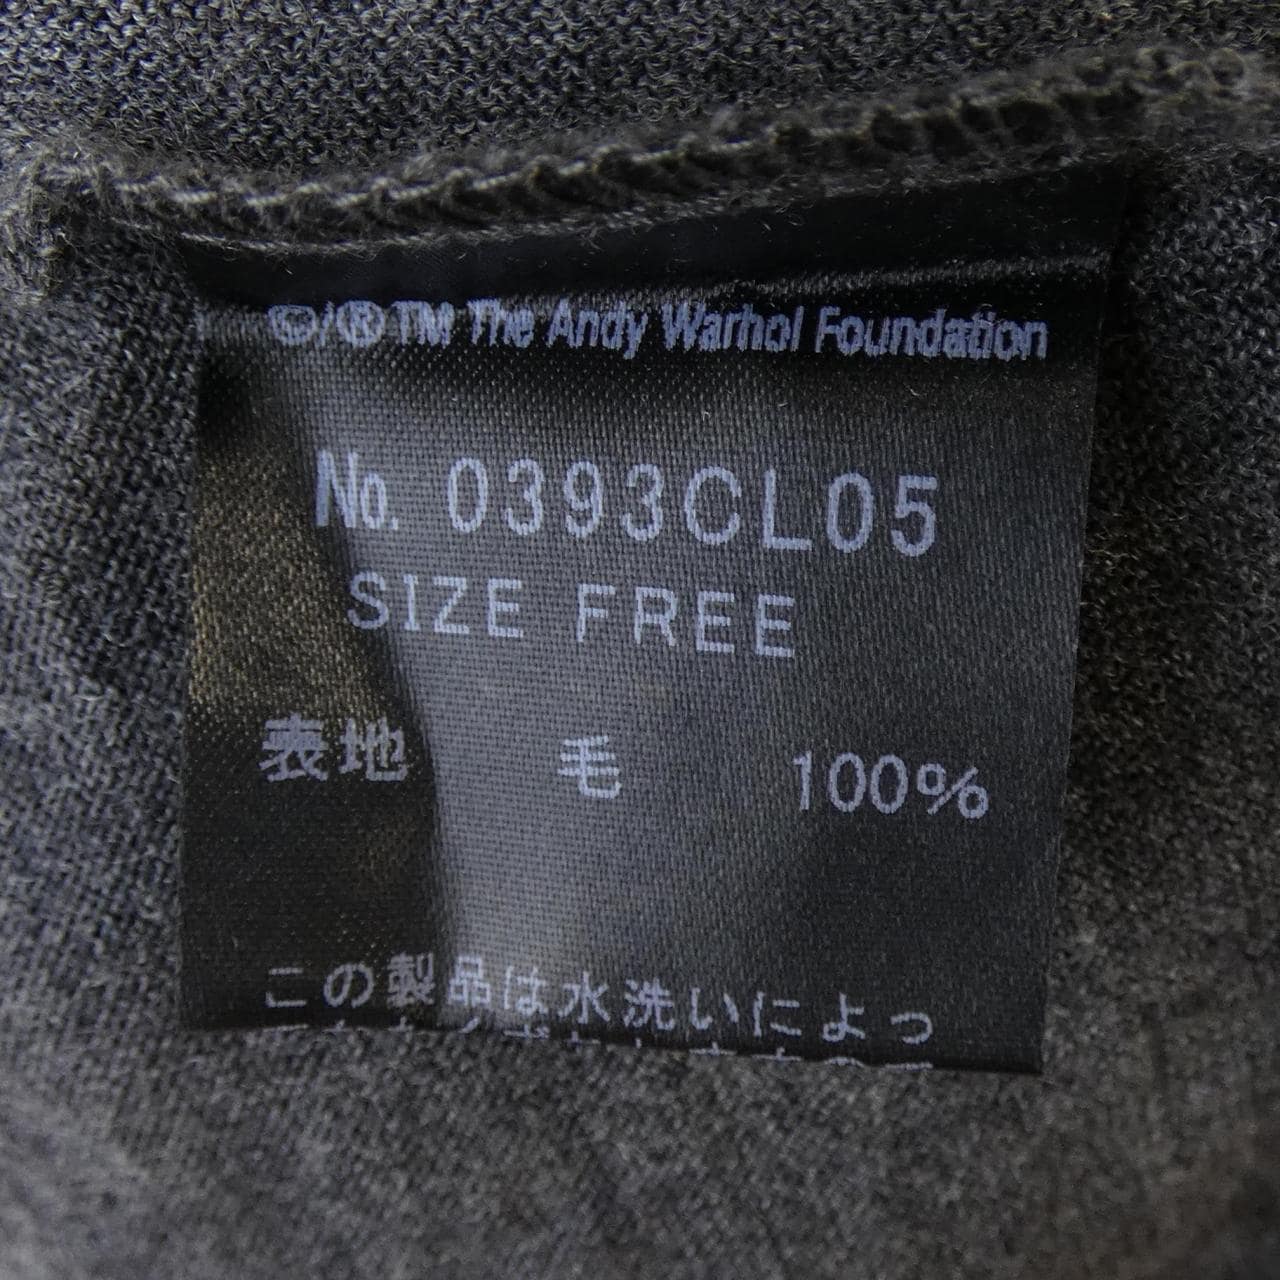 ©/®TM The Andy Warhol Foundation
No. 0393CL05
SIZE FREE
表地 毛 100%
この製品は水洗いによっ